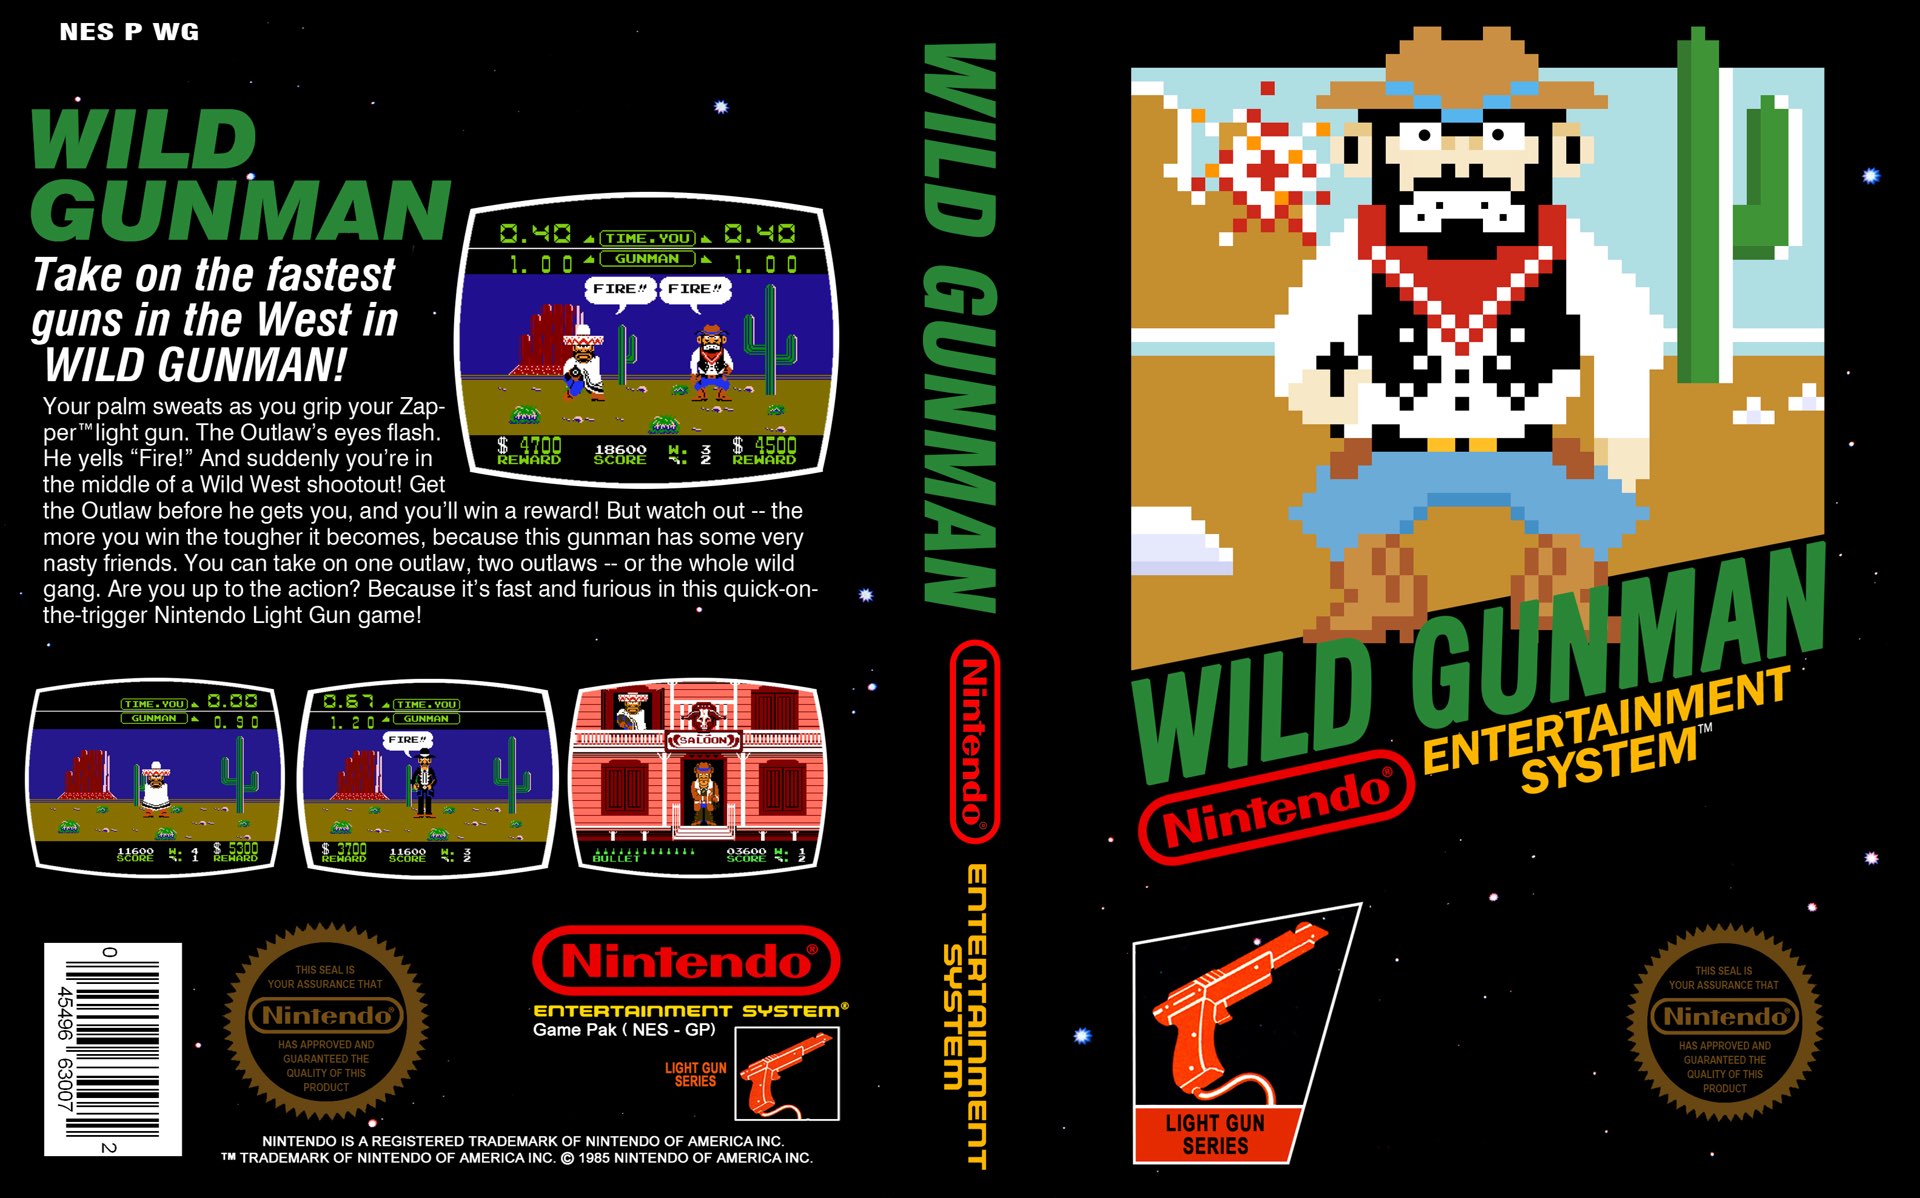 NES P WG
WILD
GUNMAN
Take on the fastest
guns in the West in
WILD GUNMAN!
Your palm sweats as you grip your Zap-
per™ light gun. The Outlaw's eyes flash.
He yells “Fire!” And suddenly you're in
the middle of a Wild West shootout! Get
the Outlaw before he gets you, and you'll win a reward! But watch out -- the
more you win the tougher it becomes, because this gunman has some very
nasty friends. You can take on one outlaw, two outlaws -- or the whole wild
gang. Are you up to the action? Because it's fast and furious in this quick-on-
the-trigger Nintendo Light Gun game!
0.40 TIME.YOU 0.40
1.00 GUNMAN 1.00
FIRE!! FIRE!!
$ 4700 18600 W. 3 $ 4500
REWARD SCORE 2 REWARD
TIME.YOU 0.00
GUNMAN 0.90
11600 W. 4 $ 5300
SCORE 1 REWARD
0.67 TIME.YOU
1.20 GUNMAN
FIRE!!
$ 3700 11600 W. 3
REWARD SCORE 2
SALOON
03600 W. 1
BULLET SCORE 2
0 45496 63007 2
THIS SEAL IS
YOUR ASSURANCE THAT
Nintendo®
HAS APPROVED AND
GUARANTEED THE
QUALITY OF THIS
PRODUCT
Nintendo®
ENTERTAINMENT SYSTEM®
Game Pak ( NES - GP)
LIGHT GUN
SERIES
NINTENDO IS A REGISTERED TRADEMARK OF NINTENDO OF AMERICA INC.
™ TRADEMARK OF NINTENDO OF AMERICA INC. © 1985 NINTENDO OF AMERICA INC.
WILD GUNMAN
Nintendo®
ENTERTAINMENT
SYSTEM
WILD GUNMAN
ENTERTAINMENT
SYSTEM™
Nintendo®
LIGHT GUN
SERIES
THIS SEAL IS
YOUR ASSURANCE THAT
Nintendo®
HAS APPROVED AND
GUARANTEED THE
QUALITY OF THIS
PRODUCT